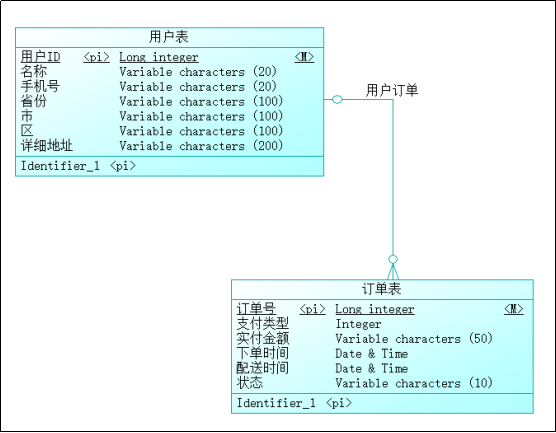 用户表
用户ID <pi> Long integer <M>
名称 Variable characters (20)
手机号 Variable characters (20)
省份 Variable characters (100)
市 Variable characters (100)
区 Variable characters (100)
详细地址 Variable characters (200)
Identifier_1 <pi>
用户订单
订单表
订单号 <pi> Long integer <M>
支付类型 Integer
实付金额 Variable characters (50)
下单时间 Date & Time
配送时间 Date & Time
状态 Variable characters (10)
Identifier_1 <pi>